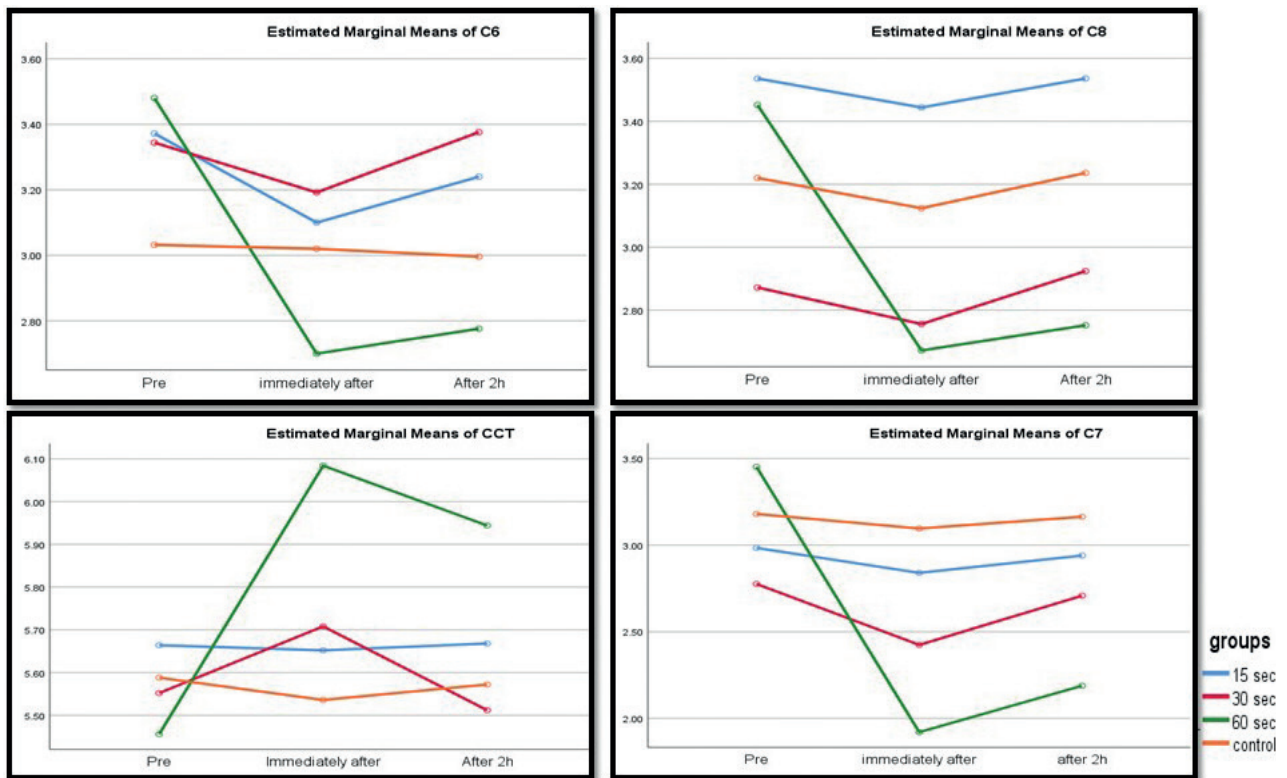 Estimated Marginal Means of C6
3.60
3.40
3.20
3.00
2.80
Pre
immediately after
After 2h
Estimated Marginal Means of C8
3.60
3.40
3.20
3.00
2.80
Pre
immediately after
After 2h
Estimated Marginal Means of CCT
6.10
6.00
5.90
5.80
5.70
5.60
5.50
Pre
Immediately after
After 2h
Estimated Marginal Means of C7
3.50
3.00
2.50
2.00
Pre
immediately after
after 2h
groups
15 sec
30 sec
60 sec
control